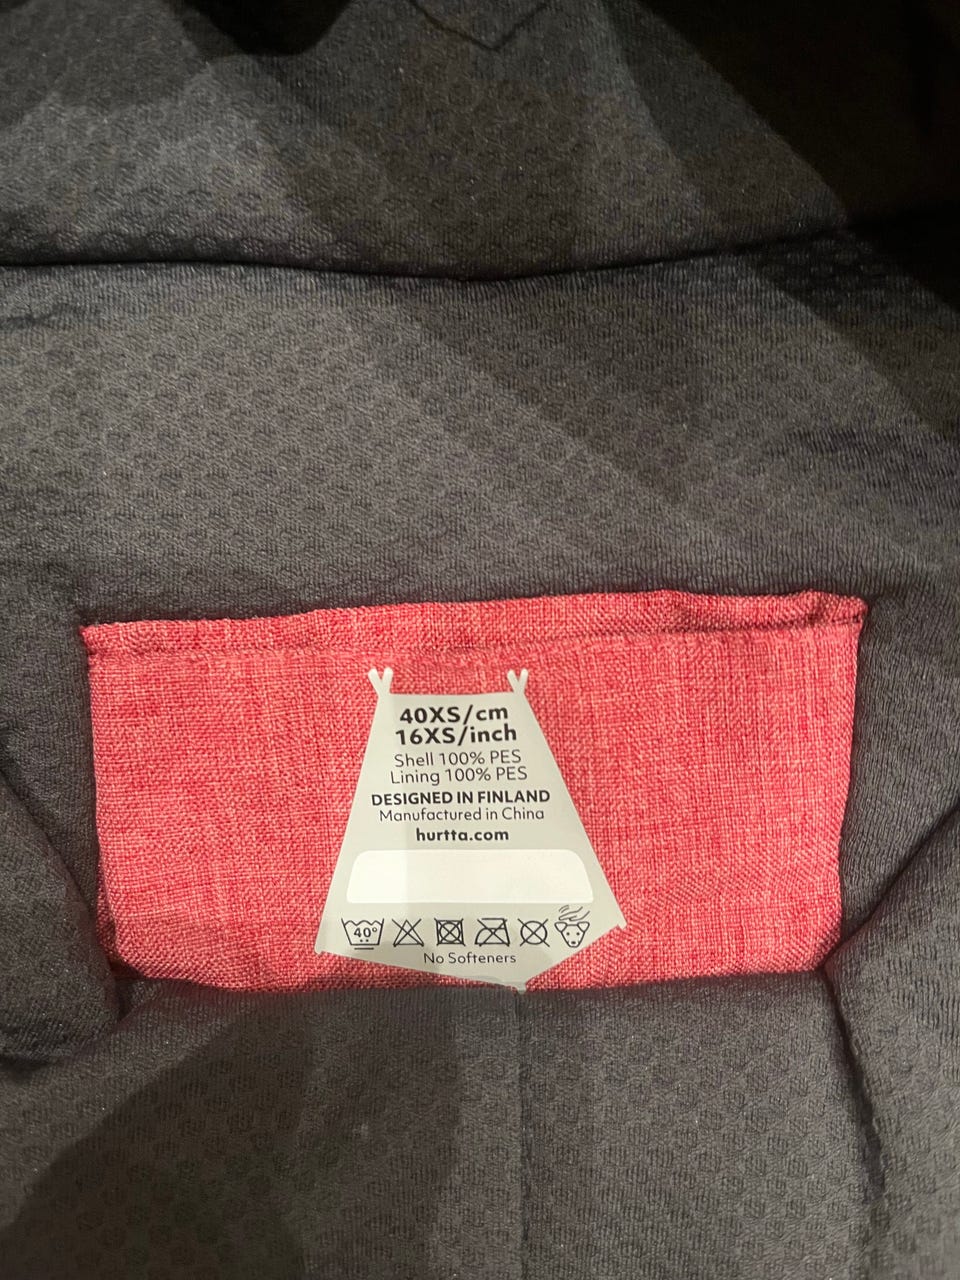 40XS/cm
16XS/inch
Shell 100% PES
Lining 100% PES
DESIGNED IN FINLAND
Manufactured in China
hurtta.com
40°
No Softeners